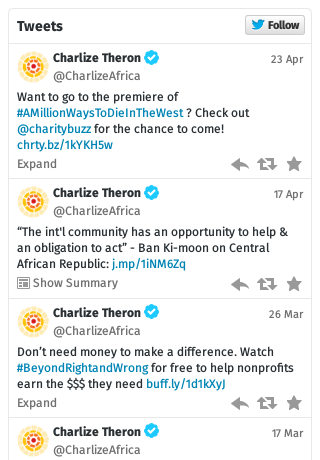 Tweets
Follow
Charlize Theron
23 Apr
@CharlizeAfrica
Want to go to the premiere of
#AMillionWaysToDieInTheWest ? Check out
@charitybuzz for the chance to come!
chrty.bz/1kYKH5w
Expand
Charlize Theron
17 Apr
@CharlizeAfrica
“The int'l community has an opportunity to help &
an obligation to act” - Ban Ki-moon on Central
African Republic: j.mp/1iNM6Zq
Show Summary
Charlize Theron
26 Mar
@CharlizeAfrica
Don’t need money to make a difference. Watch
#BeyondRightandWrong for free to help nonprofits
earn the $$$ they need buff.ly/1d1kXyJ
Expand
Charlize Theron
17 Mar
@CharlizeAfrica